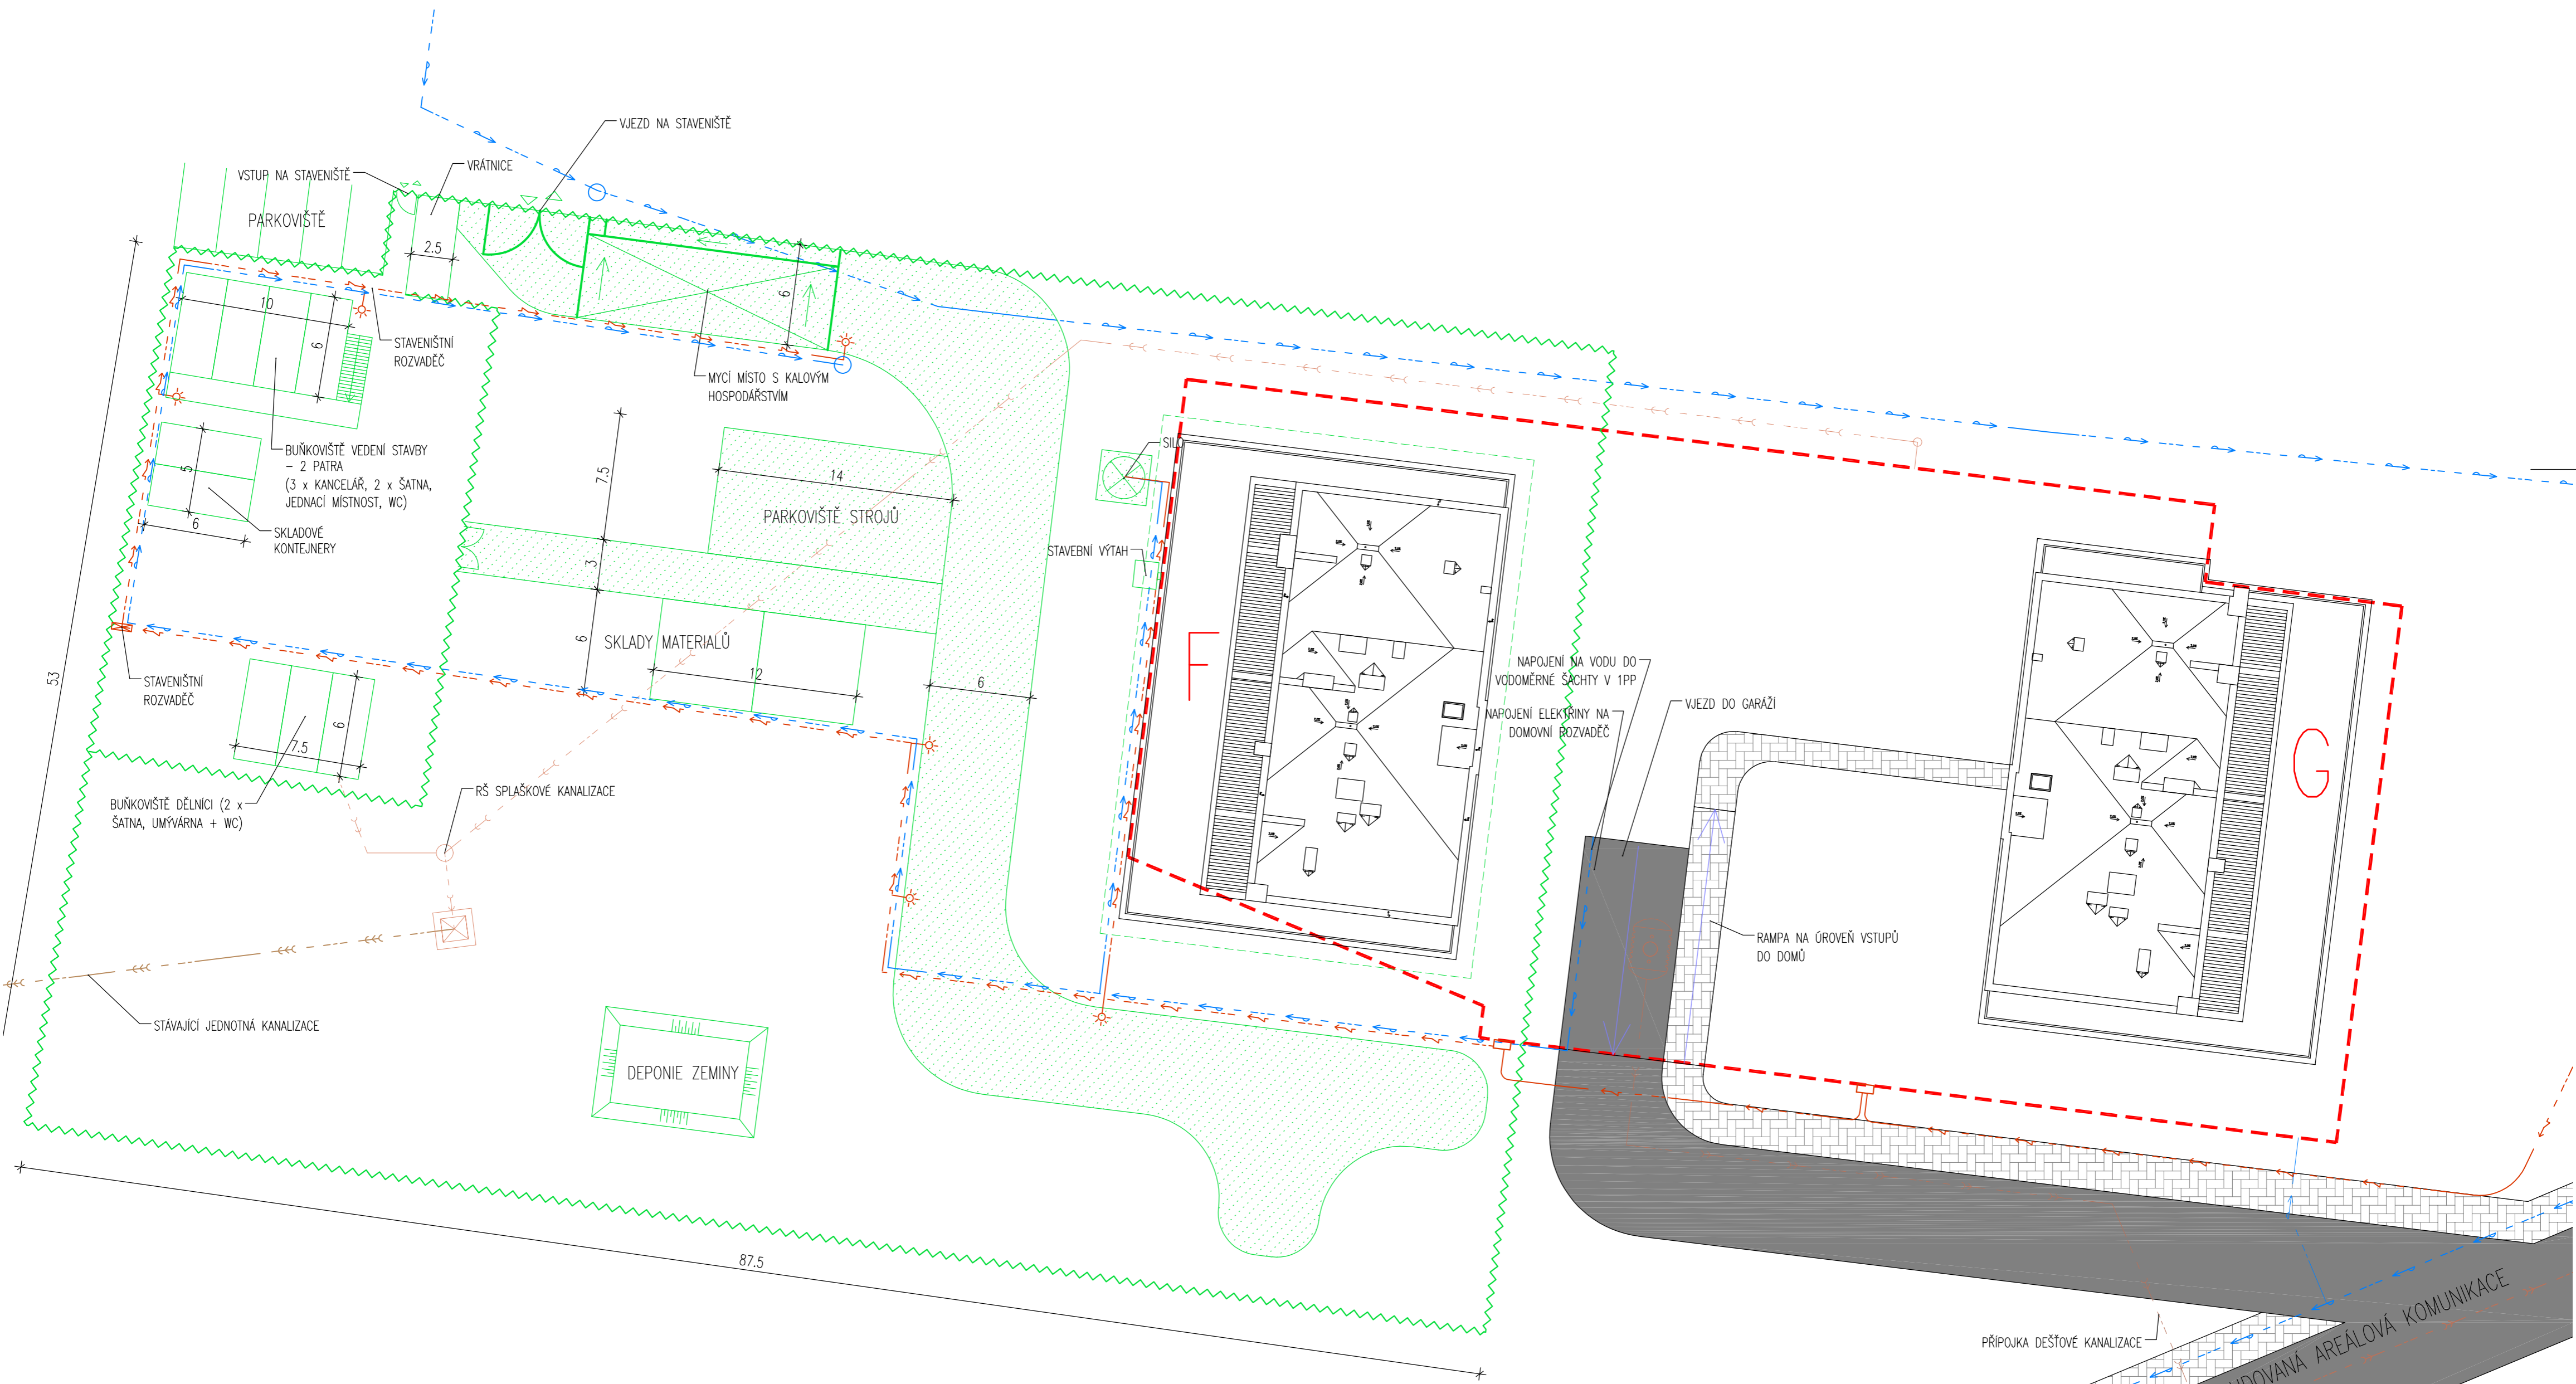 VJEZD NA STAVENIŠTĚ
VRÁTNICE
VSTUP NA STAVENIŠTĚ
PARKOVIŠTĚ
2.5
10
6
6
STAVENIŠTNÍ
ROZVADĚČ
MYCÍ MÍSTO S KALOVÝM
HOSPODÁŘSTVÍM
BUŇKOVIŠTĚ VEDENÍ STAVBY
- 2 PATRA
(3 x KANCELÁŘ, 2 x ŠATNA,
JEDNACÍ MÍSTNOST, WC)
5
6
SKLADOVÉ
KONTEJNERY
7.5
14
PARKOVIŠTĚ STROJŮ
SILO
STAVEBNÍ VÝTAH
3
6
SKLADY MATERIALŮ
12
6
F
53
STAVENIŠTNÍ
ROZVADĚČ
6
7.5
NAPOJENÍ NA VODU DO
VODOMĚRNÉ ŠACHTY V 1PP
NAPOJENÍ ELEKTŘINY NA
DOMOVNÍ ROZVADĚČ
VJEZD DO GARÁŽÍ
G
BUŇKOVIŠTĚ DĚLNÍCI (2 x
ŠATNA, UMÝVÁRNA + WC)
RŠ SPLAŠKOVÉ KANALIZACE
RAMPA NA ÚROVEŇ VSTUPŮ
DO DOMŮ
STÁVAJÍCÍ JEDNOTNÁ KANALIZACE
DEPONIE ZEMINY
87.5
PŘÍPOJKA DEŠŤOVÉ KANALIZACE
UDOVANÁ AREÁLOVÁ KOMUNIKACE